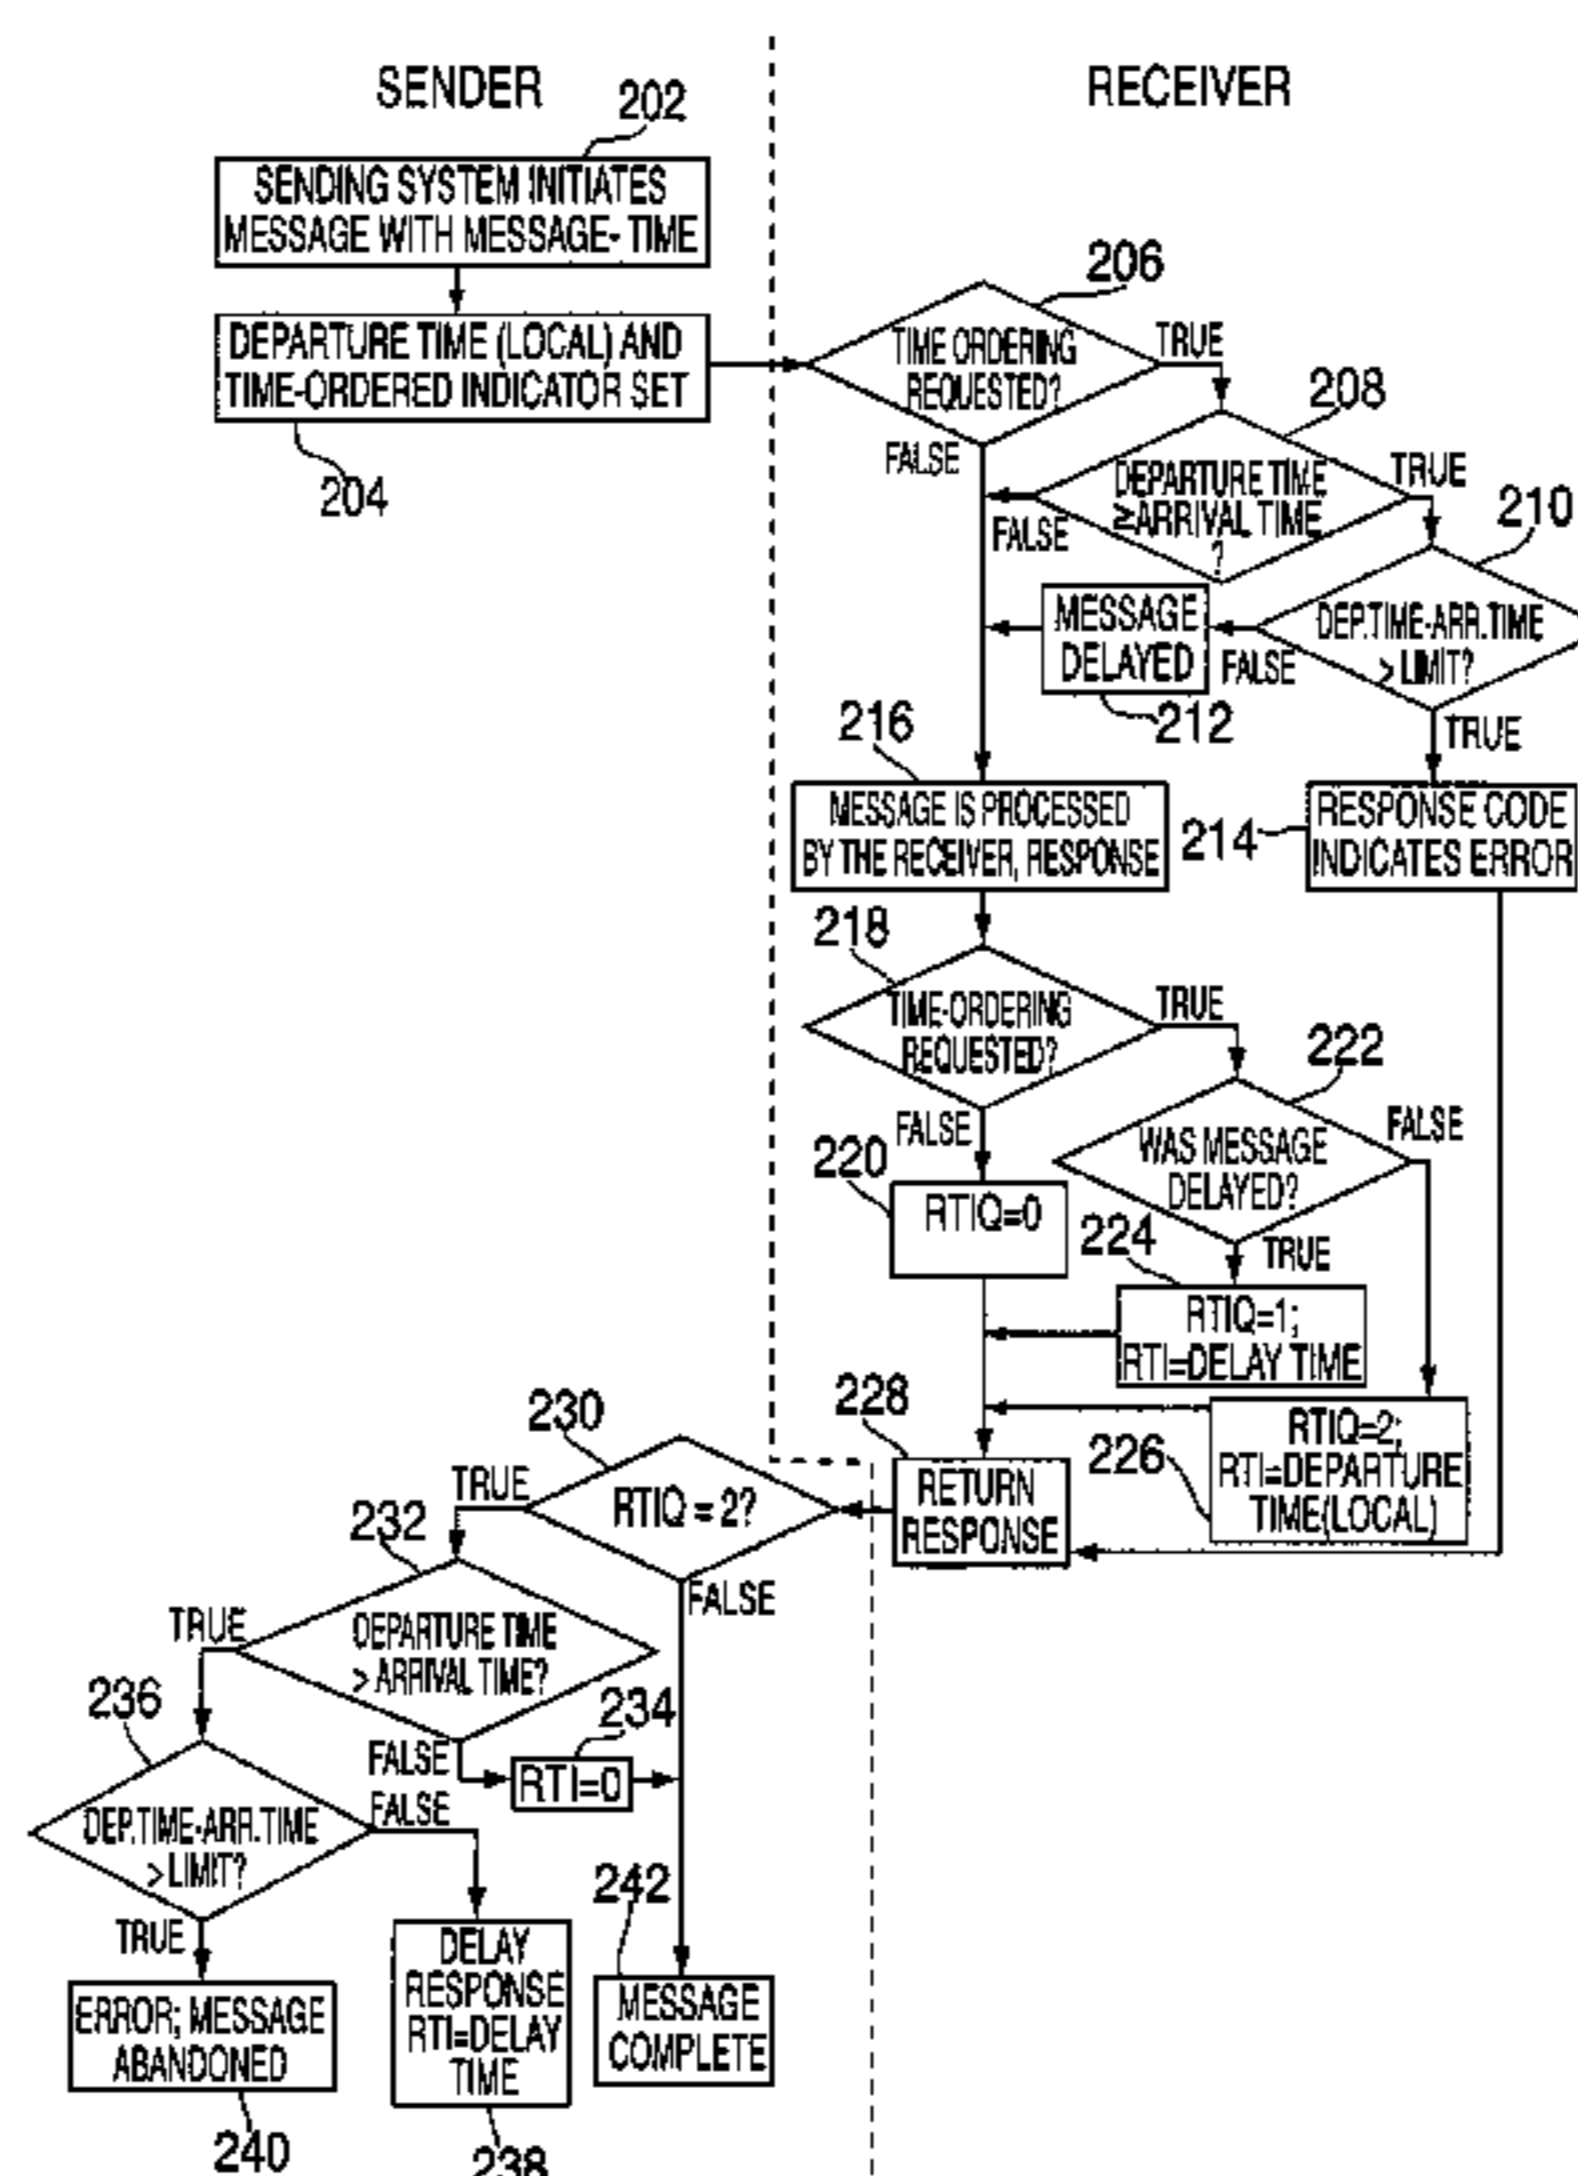 SENDER
RECEIVER
202
SENDING SYSTEM INITIATES
MESSAGE WITH MESSAGE- TIME
DEPARTURE TIME (LOCAL) AND
TIME-ORDERED INDICATOR SET
204
206
TIME ORDERING
REQUESTED?
TRUE
FALSE
208
DEPARTURE TIME
≥ARRIVAL TIME
?
TRUE
FALSE
210
DEP.TIME-ARR.TIME
> LIMIT?
FALSE
TRUE
MESSAGE
DELAYED
212
216
MESSAGE IS PROCESSED
BY THE RECEIVER, RESPONSE
214
RESPONSE CODE
INDICATES ERROR
218
TIME-ORDERING
REQUESTED?
TRUE
FALSE
222
WAS MESSAGE
DELAYED?
FALSE
TRUE
220
RTIQ=0
224
RTIQ=1;
RTI=DELAY TIME
226
RTIQ=2;
RTI=DEPARTURE
TIME(LOCAL)
228
RETURN
RESPONSE
230
RTIQ = 2?
TRUE
FALSE
232
DEPARTURE TIME
> ARRIVAL TIME?
TRUE
FALSE
234
RTI=0
236
DEP.TIME-ARR.TIME
> LIMIT?
FALSE
TRUE
ERROR; MESSAGE
ABANDONED
240
DELAY
RESPONSE
RTI=DELAY
TIME
238
242
MESSAGE
COMPLETE